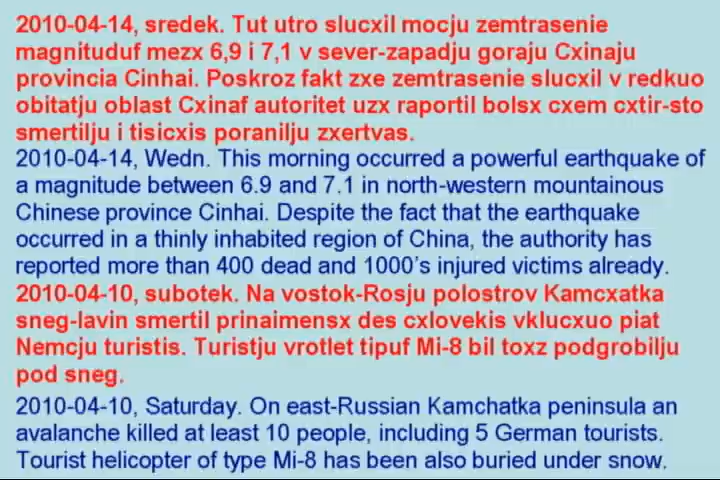 2010-04-14, sredek. Tut utro slucxil mocju zemtrasenie
magnituduf mezx 6,9 i 7,1 v sever-zapadju goraju Cxinaju
provincia Cinhai. Poskroz fakt zxe zemtrasenie slucxil v redkuo
obitatju oblast Cxinaf autoritet uzx raportil bolsx cxem cxtir-sto
smertilju i tisicxis poranilju zxertvas.
2010-04-14, Wedn. This morning occurred a powerful earthquake of
a magnitude between 6.9 and 7.1 in north-western mountainous
Chinese province Cinhai. Despite the fact that the earthquake
occurred in a thinly inhabited region of China, the authority has
reported more than 400 dead and 1000’s injured victims already.
2010-04-10, subotek. Na vostok-Rosju polostrov Kamcxatka
sneg-lavin smertil prinaimensx des cxlovekis vklucxuo piat
Nemcju turistis. Turistju vrotlet tipuf Mi-8 bil toxz podgrobilju
pod sneg.
2010-04-10, Saturday. On east-Russian Kamchatka peninsula an
avalanche killed at least 10 people, including 5 German tourists.
Tourist helicopter of type Mi-8 has been also buried under snow.